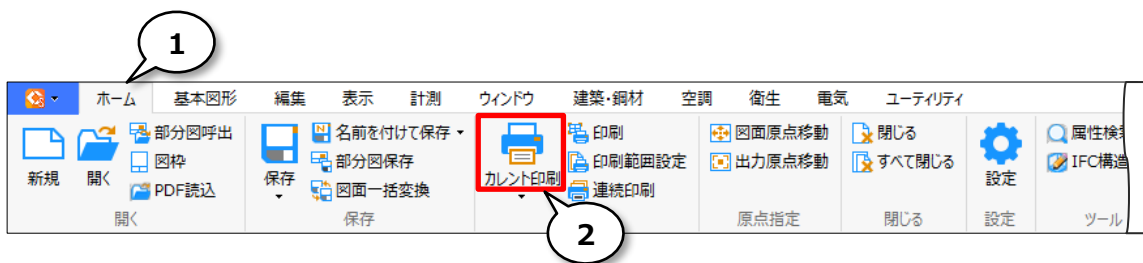 1
ホーム 基本図形 編集 表示 計測 ウィンドウ 建築・鋼材 空調 衛生 電気 ユーティリティ
新規
開く
部分図呼出
図枠
PDF読込
開く
保存
名前を付けて保存
部分図保存
図面一括変換
保存
カレント印刷
印刷
印刷範囲設定
連続印刷
2
図面原点移動
出力原点移動
原点指定
閉じる
すべて閉じる
閉じる
設定
設定
属性検
IFC構造
ツール